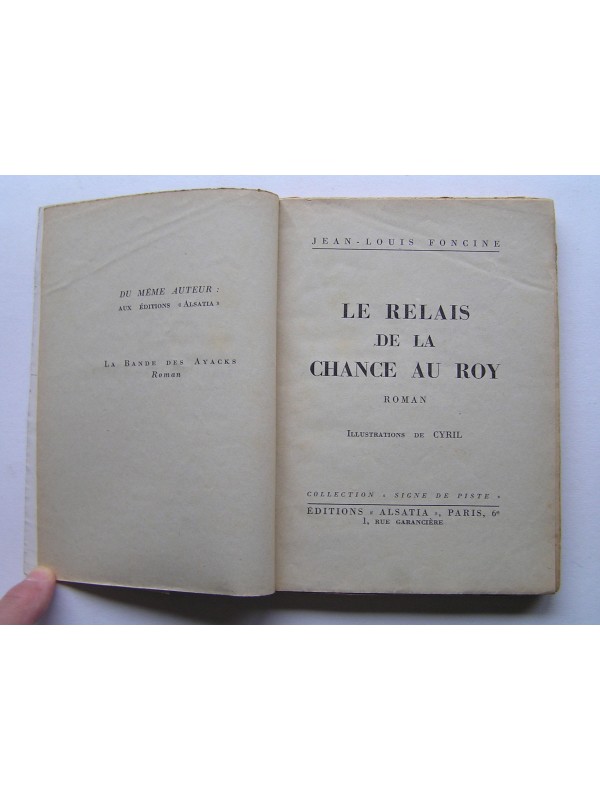 DU MÊME AUTEUR :
AUX ÉDITIONS « ALSATIA »
LA BANDE DES AYACKS
Roman
JEAN-LOUIS FONCINE
LE RELAIS
DE LA
CHANCE AU ROY
ROMAN
ILLUSTRATIONS DE CYRIL
COLLECTION « SIGNE DE PISTE »
ÉDITIONS « ALSATIA », PARIS, 6e
1, RUE GARANCIÈRE